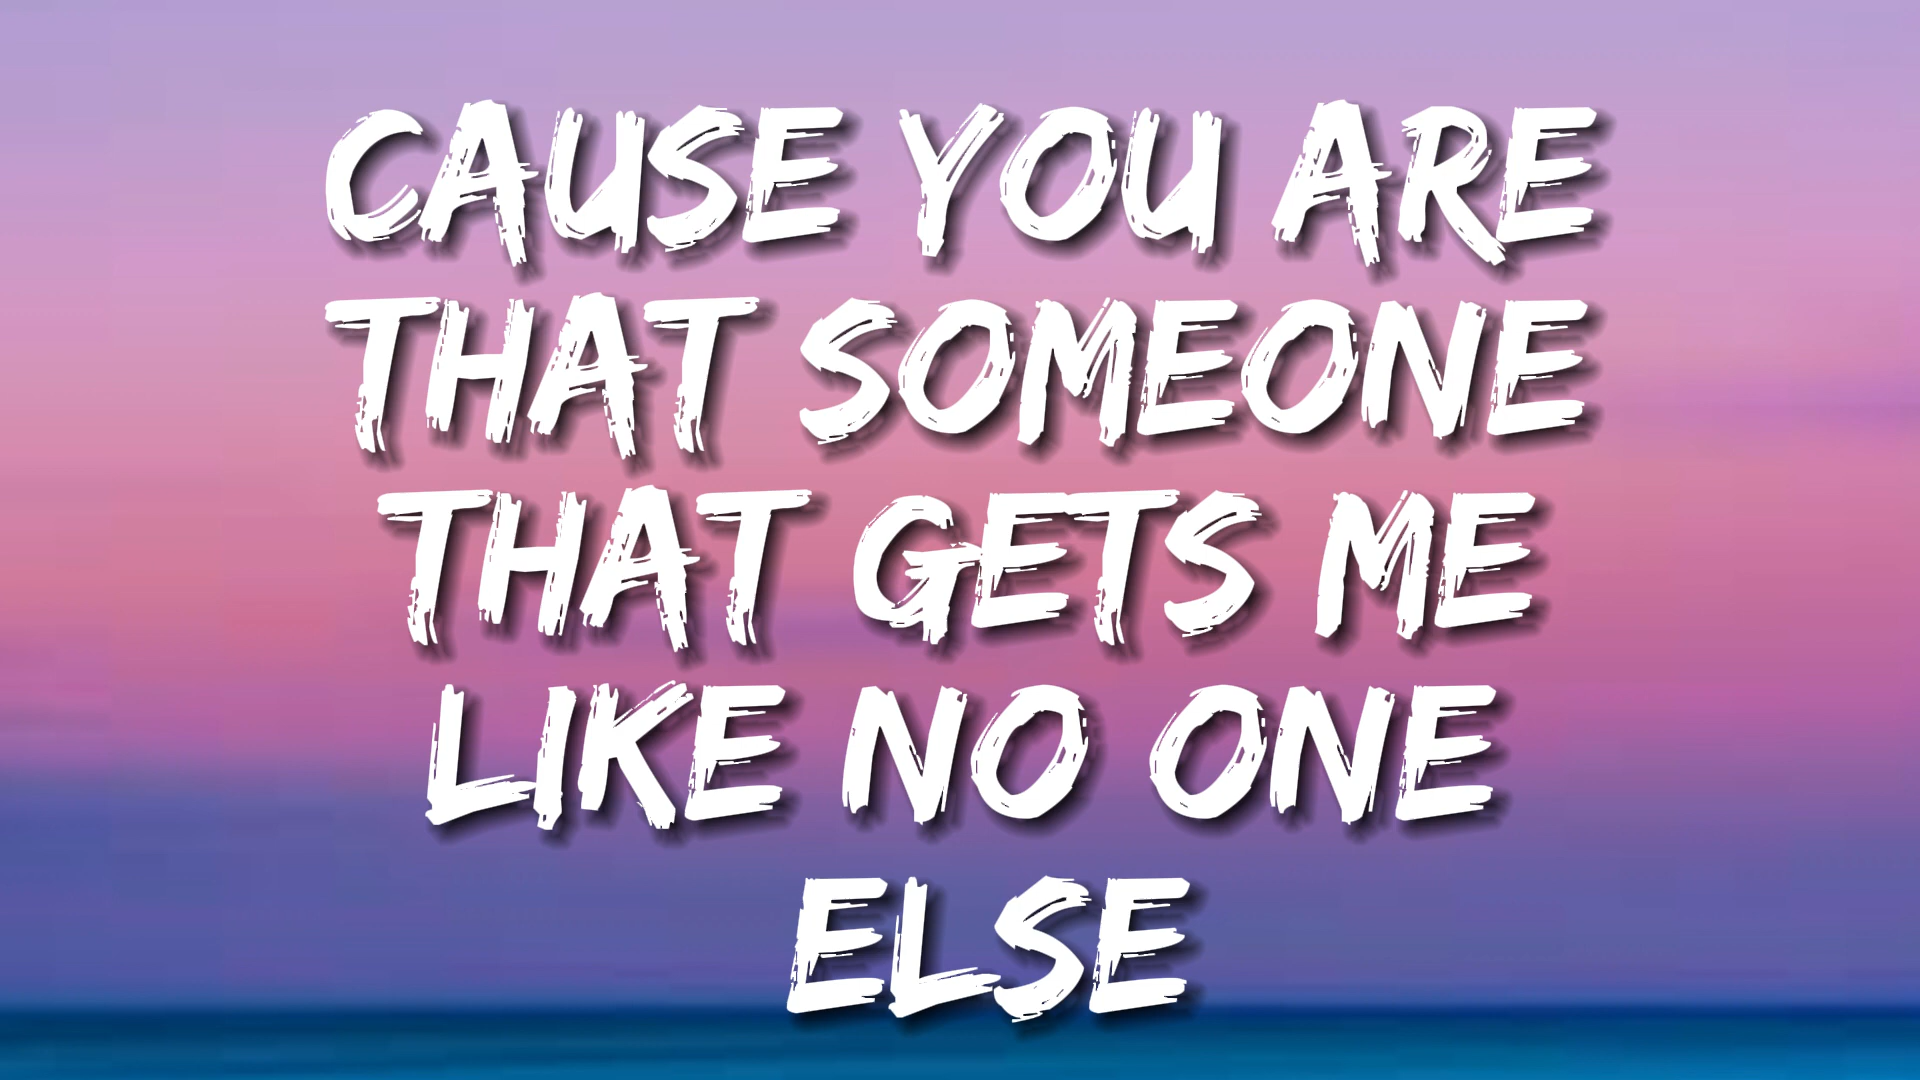 CAUSE YOU ARE
THAT SOMEONE
THAT GETS ME
LIKE NO ONE
ELSE